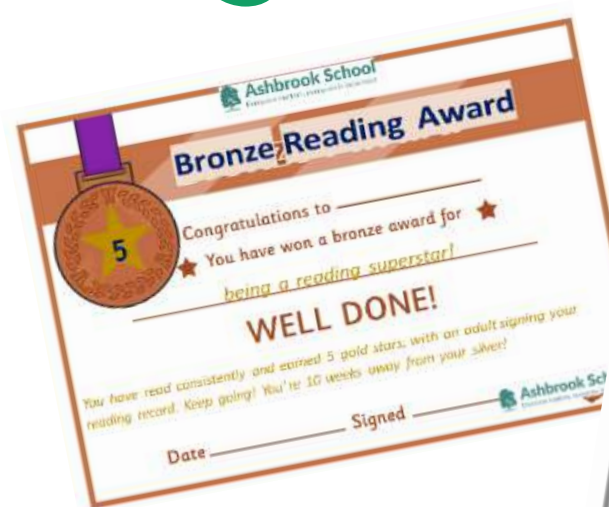 Ashbrook School
Bronze Reading Award
5
Congratulations to
You have won a bronze award for
being a reading superstar!
WELL DONE!
You have read consistently and earned 5 gold stars, with an adult signing your
reading record. Keep going! You're 10 weeks away from your silver!
Date Signed
Ashbrook Sch